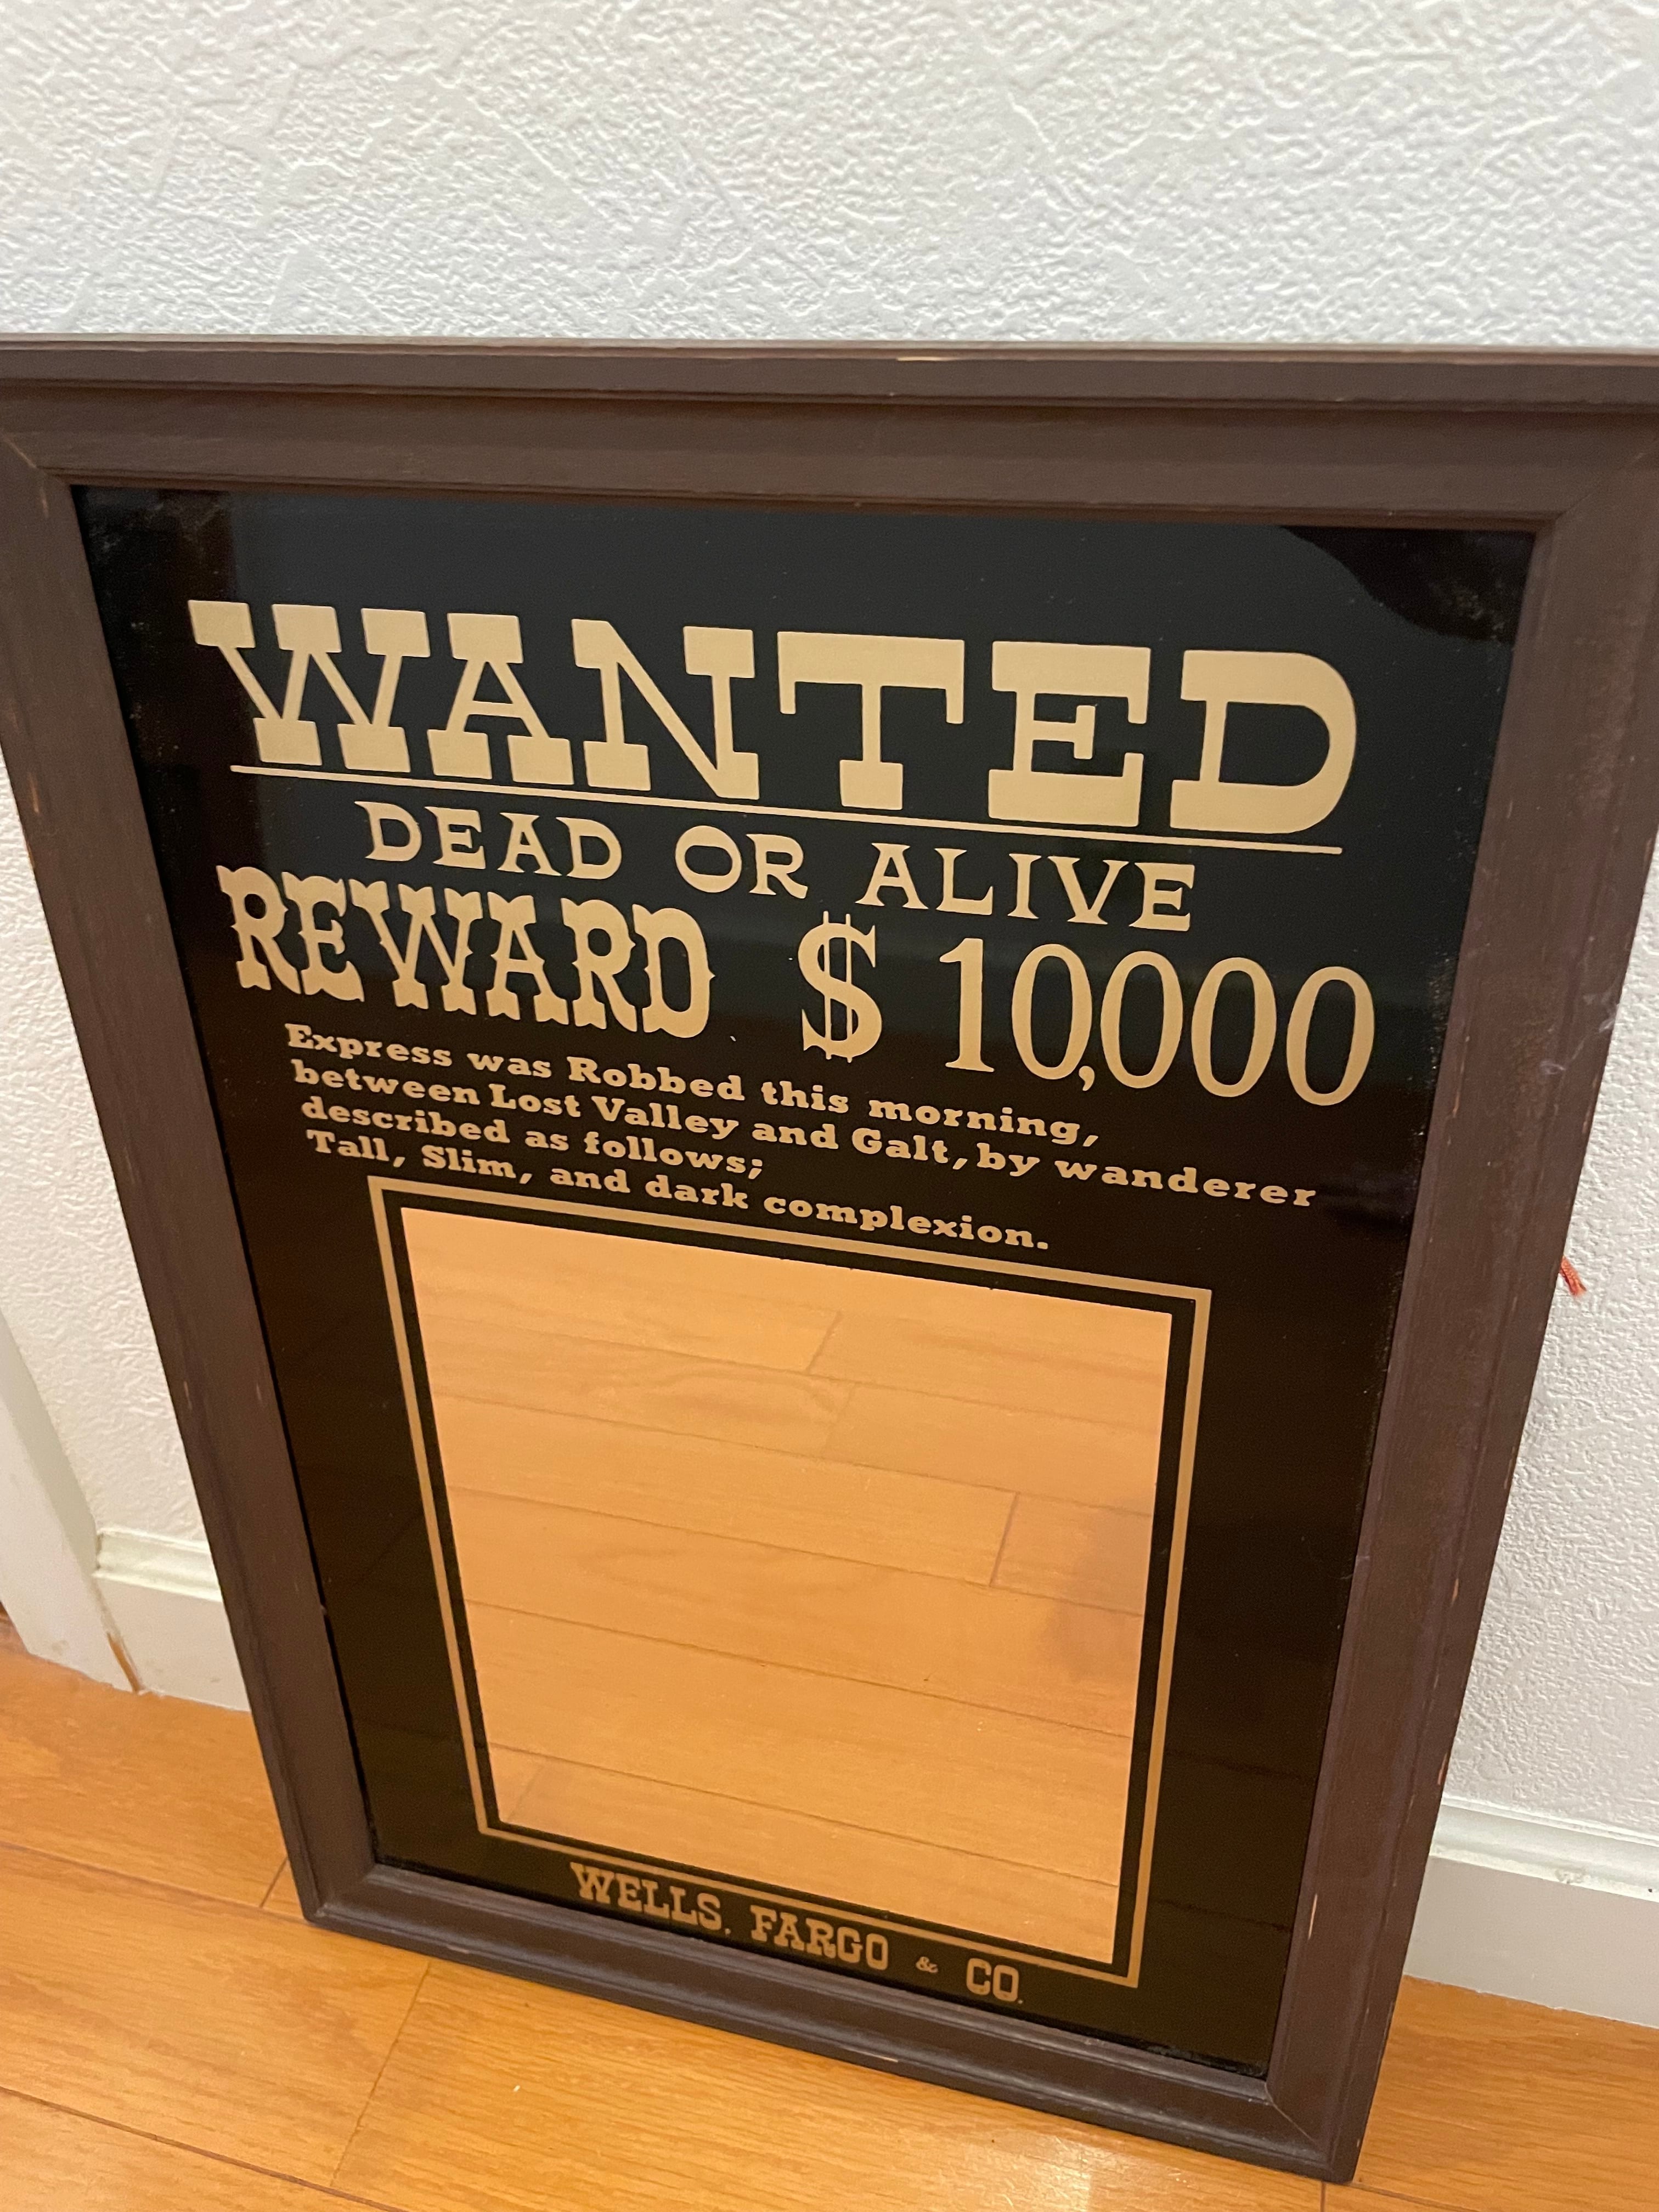 WANTED
DEAD OR ALIVE
REWARD $ 10,000
Express was Robbed this morning,
between Lost Valley and Galt, by wanderer
described as follows;
Tall, Slim, and dark complexion.
WELLS. FARGO & CO.